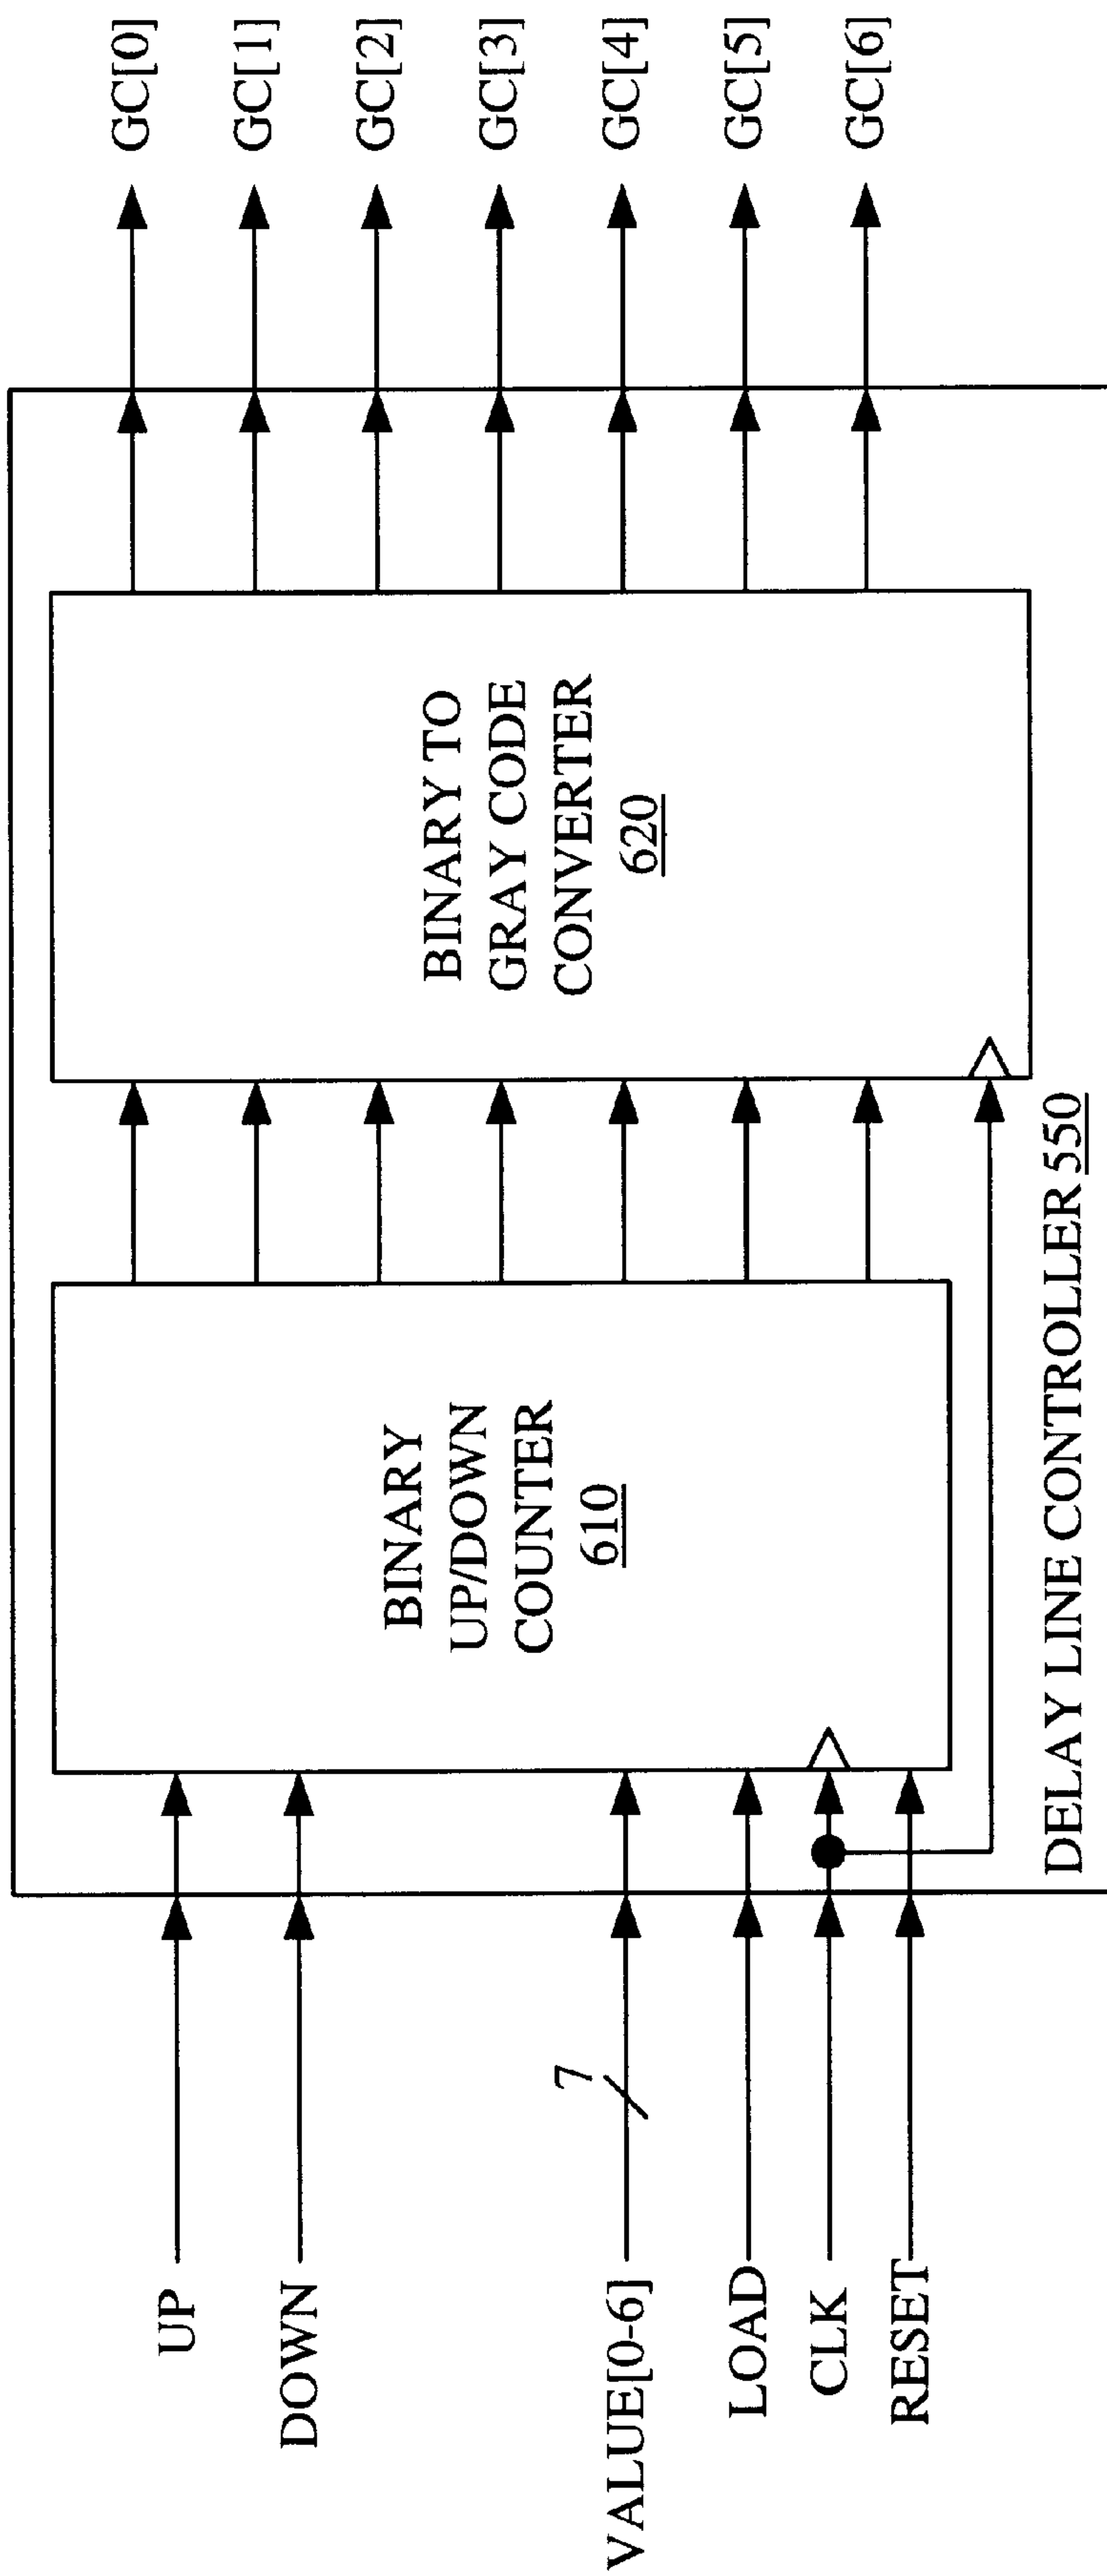 UP
DOWN
VALUE[0-6]
7
LOAD
CLK
RESET
BINARY
UP/DOWN
COUNTER
610
BINARY TO
GRAY CODE
CONVERTER
620
GC[0]
GC[1]
GC[2]
GC[3]
GC[4]
GC[5]
GC[6]
DELAY LINE CONTROLLER 550